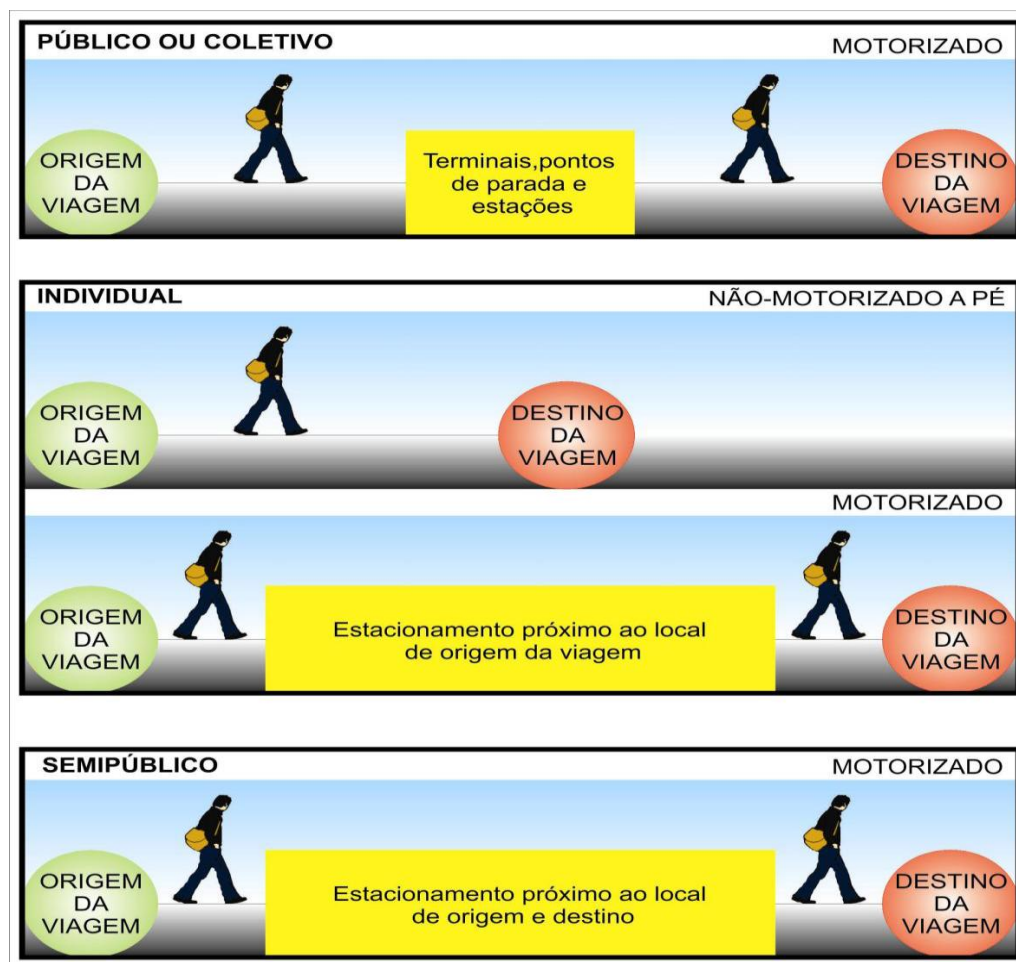 PÚBLICO OU COLETIVO
MOTORIZADO
ORIGEM
DA
VIAGEM
Terminais,pontos
de parada e
estações
DESTINO
DA
VIAGEM
INDIVIDUAL
NÃO-MOTORIZADO A PÉ
ORIGEM
DA
VIAGEM
DESTINO
DA
VIAGEM
MOTORIZADO
ORIGEM
DA
VIAGEM
Estacionamento próximo ao local
de origem da viagem
DESTINO
DA
VIAGEM
SEMIPÚBLICO
MOTORIZADO
ORIGEM
DA
VIAGEM
Estacionamento próximo ao local
de origem e destino
DESTINO
DA
VIAGEM